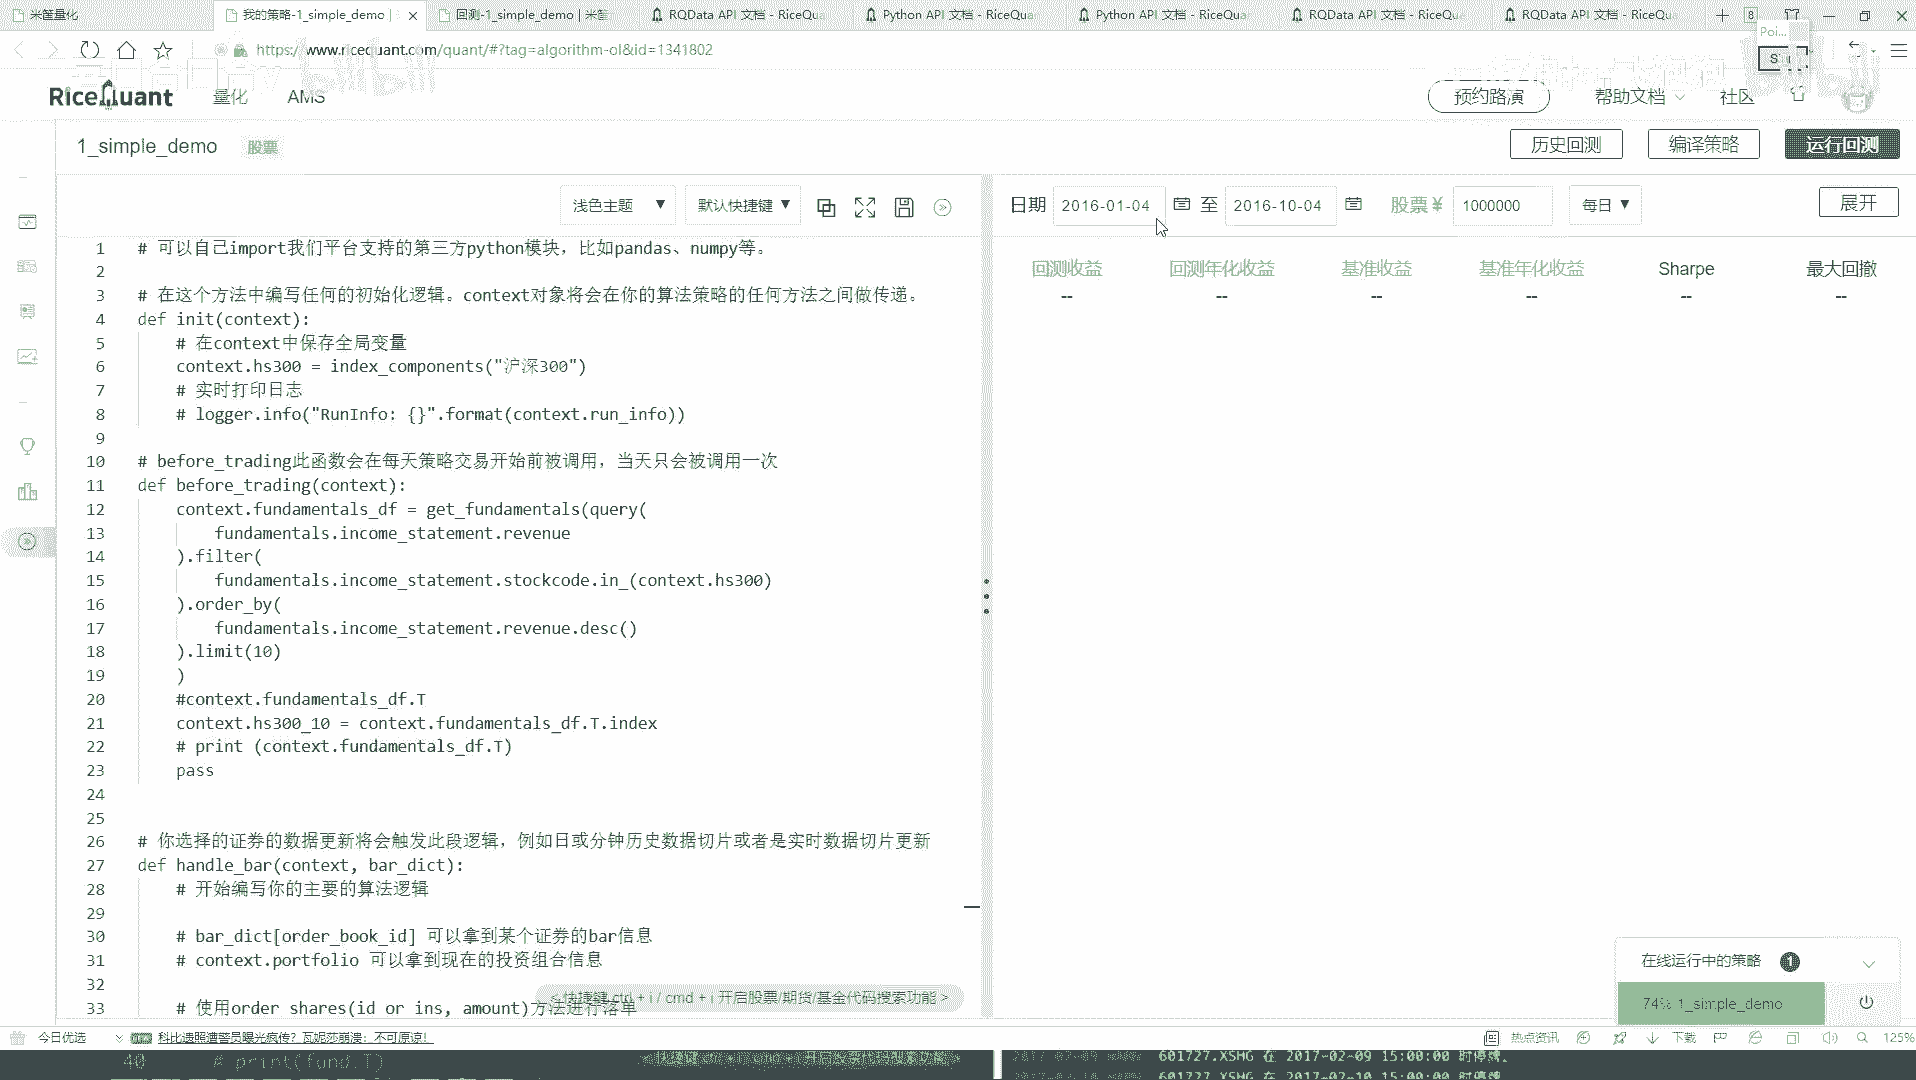 米筐量化
我的策略-1_simple_demo |
回测-1_simple_demo | 米筐
RQData API 文档 - RiceQua
Python API 文档 - RiceQuan
Python API 文档 - RiceQuan
RQData API 文档 - RiceQue
RQData API 文档 - RiceQua
8
https://www.ricequant.com/quant/#?tag=algorithm-ol&id=1341802
Poi...
bilibili
RiceQuant
量化
AMS
预约路演
帮助文档
社区
1_simple_demo
股票
历史回测
编译策略
运行回测
浅色主题 ▼
默认快捷键 ▼
日期
2016-01-04
至
2016-10-04
股票 ¥
1000000
每日 ▼
展开
回测收益
回测年化收益
基准收益
基准年化收益
Sharpe
最大回撤
-- -- -- -- -- --
1 # 可以自己import我们平台支持的第三方python模块，比如pandas、numpy等。
2
3 # 在这个方法中编写任何的初始化逻辑。context对象将会在你的算法策略的任何方法之间做传递。
4 def init(context):
5 # 在context中保存全局变量
6 context.hs300 = index_components("沪深300")
7 # 实时打印日志
8 # logger.info("RunInfo: {}".format(context.run_info))
9
10 # before_trading此函数会在每天策略交易开始前被调用，当天只会被调用一次
11 def before_trading(context):
12 context.fundamentals_df = get_fundamentals(query(
13 fundamentals.income_statement.revenue
14 ).filter(
15 fundamentals.income_statement.stockcode.in_(context.hs300)
16 ).order_by(
17 fundamentals.income_statement.revenue.desc()
18 ).limit(10)
19 )
20 #context.fundamentals_df.T
21 context.hs300_10 = context.fundamentals_df.T.index
22 # print (context.fundamentals_df.T)
23 pass
24
25
26 # 你选择的证券的数据更新将会触发此段逻辑，例如日或分钟历史数据切片或者是实时数据切片更新
27 def handle_bar(context, bar_dict):
28 # 开始编写你的主要的算法逻辑
29
30 # bar_dict[order_book_id] 可以拿到某个证券的bar信息
31 # context.portfolio 可以拿到现在的投资组合信息
32
33 # 使用order_shares(id_or_ins, amount)方法进行落单
< 快捷键 ctrl + i / cmd + i 开启股票/期货/基金代码搜索功能 >
在线运行中的策略 1
74% 1_simple_demo
今日优选
科比遗照遭警员曝光疯传？瓦妮莎崩溃：不可原谅！
热点资讯
下载
125%
40 # print(fund.T)
601727.XSHG 在 2017-02-09 15:00:00 时停牌。
601727.XSHG 在 2017-02-10 15:00:00 时停牌。